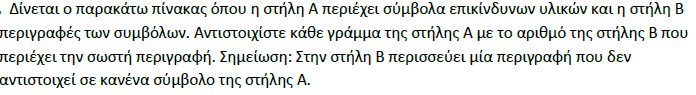 . Δίνεται ο παρακάτω πίνακας όπου η στήλη Α περιέχει σύμβολα επικίνδυνων υλικών και η στήλη Β
περιγραφές των συμβόλων. Αντιστοιχίστε κάθε γράμμα της στήλης Α με το αριθμό της στήλης Β που
περιέχει την σωστή περιγραφή. Σημείωση: Στην στήλη Β περισσεύει μία περιγραφή που δεν
αντιστοιχεί σε κανένα σύμβολο της στήλης Α.